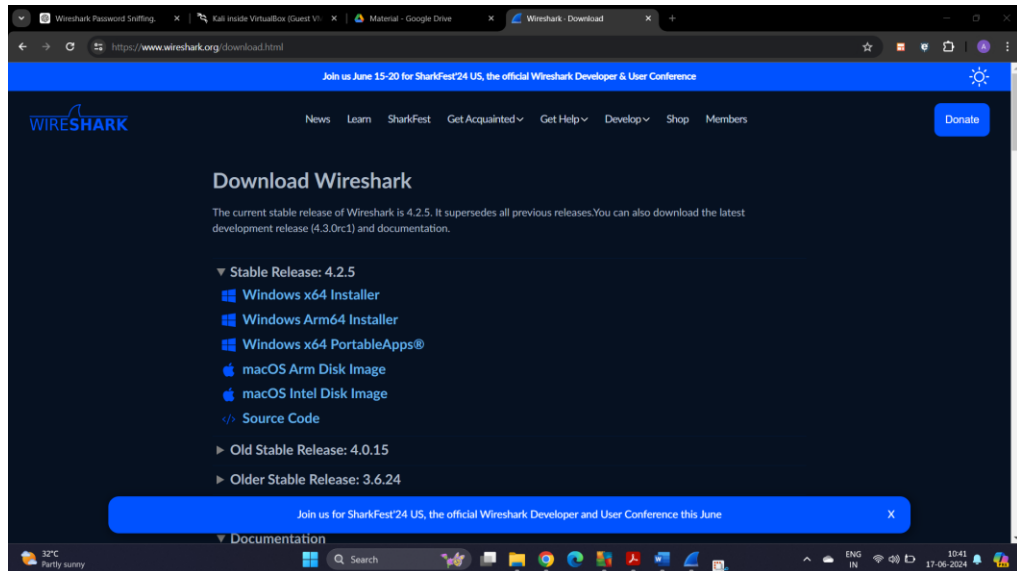 Wireshark Password Sniffing.
Kali inside VirtualBox (Guest VM
Material - Google Drive
Wireshark · Download
https://www.wireshark.org/download.html
Join us June 15-20 for SharkFest'24 US, the official Wireshark Developer & User Conference
WIRESHARK
News Learn SharkFest Get Acquainted Get Help Develop Shop Members
Donate
Download Wireshark
The current stable release of Wireshark is 4.2.5. It supersedes all previous releases.You can also download the latest
development release (4.3.0rc1) and documentation.
Stable Release: 4.2.5
Windows x64 Installer
Windows Arm64 Installer
Windows x64 PortableApps®
macOS Arm Disk Image
macOS Intel Disk Image
</> Source Code
Old Stable Release: 4.0.15
Older Stable Release: 3.6.24
Join us for SharkFest'24 US, the official Wireshark Developer and User Conference this June X
Documentation
32°C
Partly sunny
Search
ENG
IN
10:41
17-06-2024